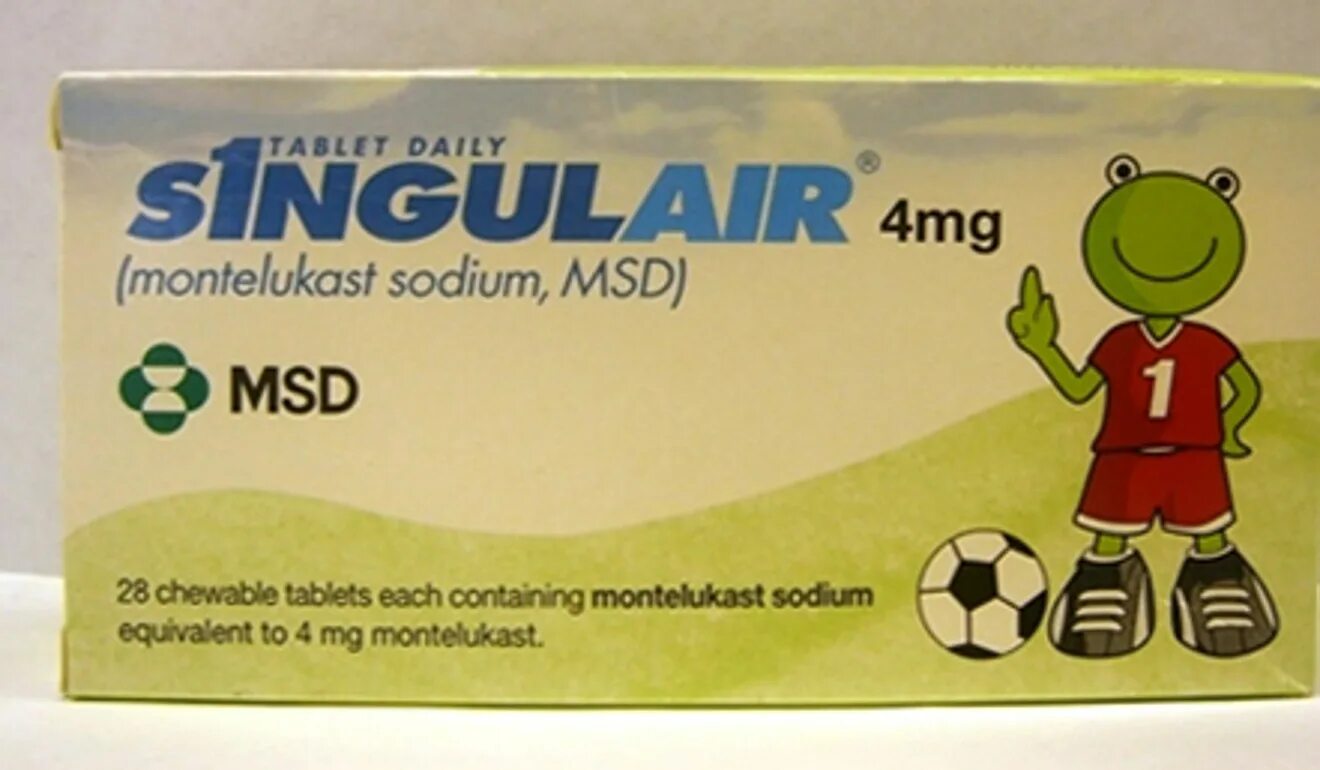 TABLET DAILY
S1NGULAIR® 4mg
(montelukast sodium, MSD)
MSD
1
28 chewable tablets each containing montelukast sodium
equivalent to 4 mg montelukast.